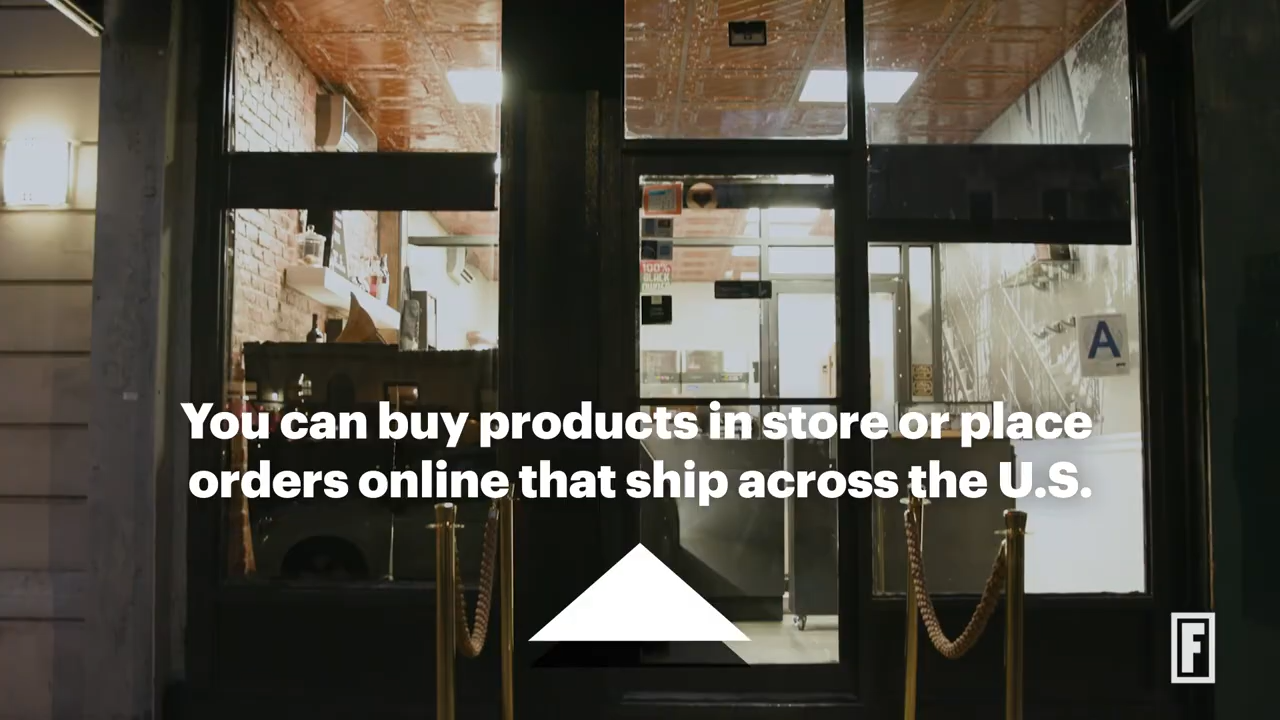 100%
A
You can buy products in store or place
orders online that ship across the U.S.
F